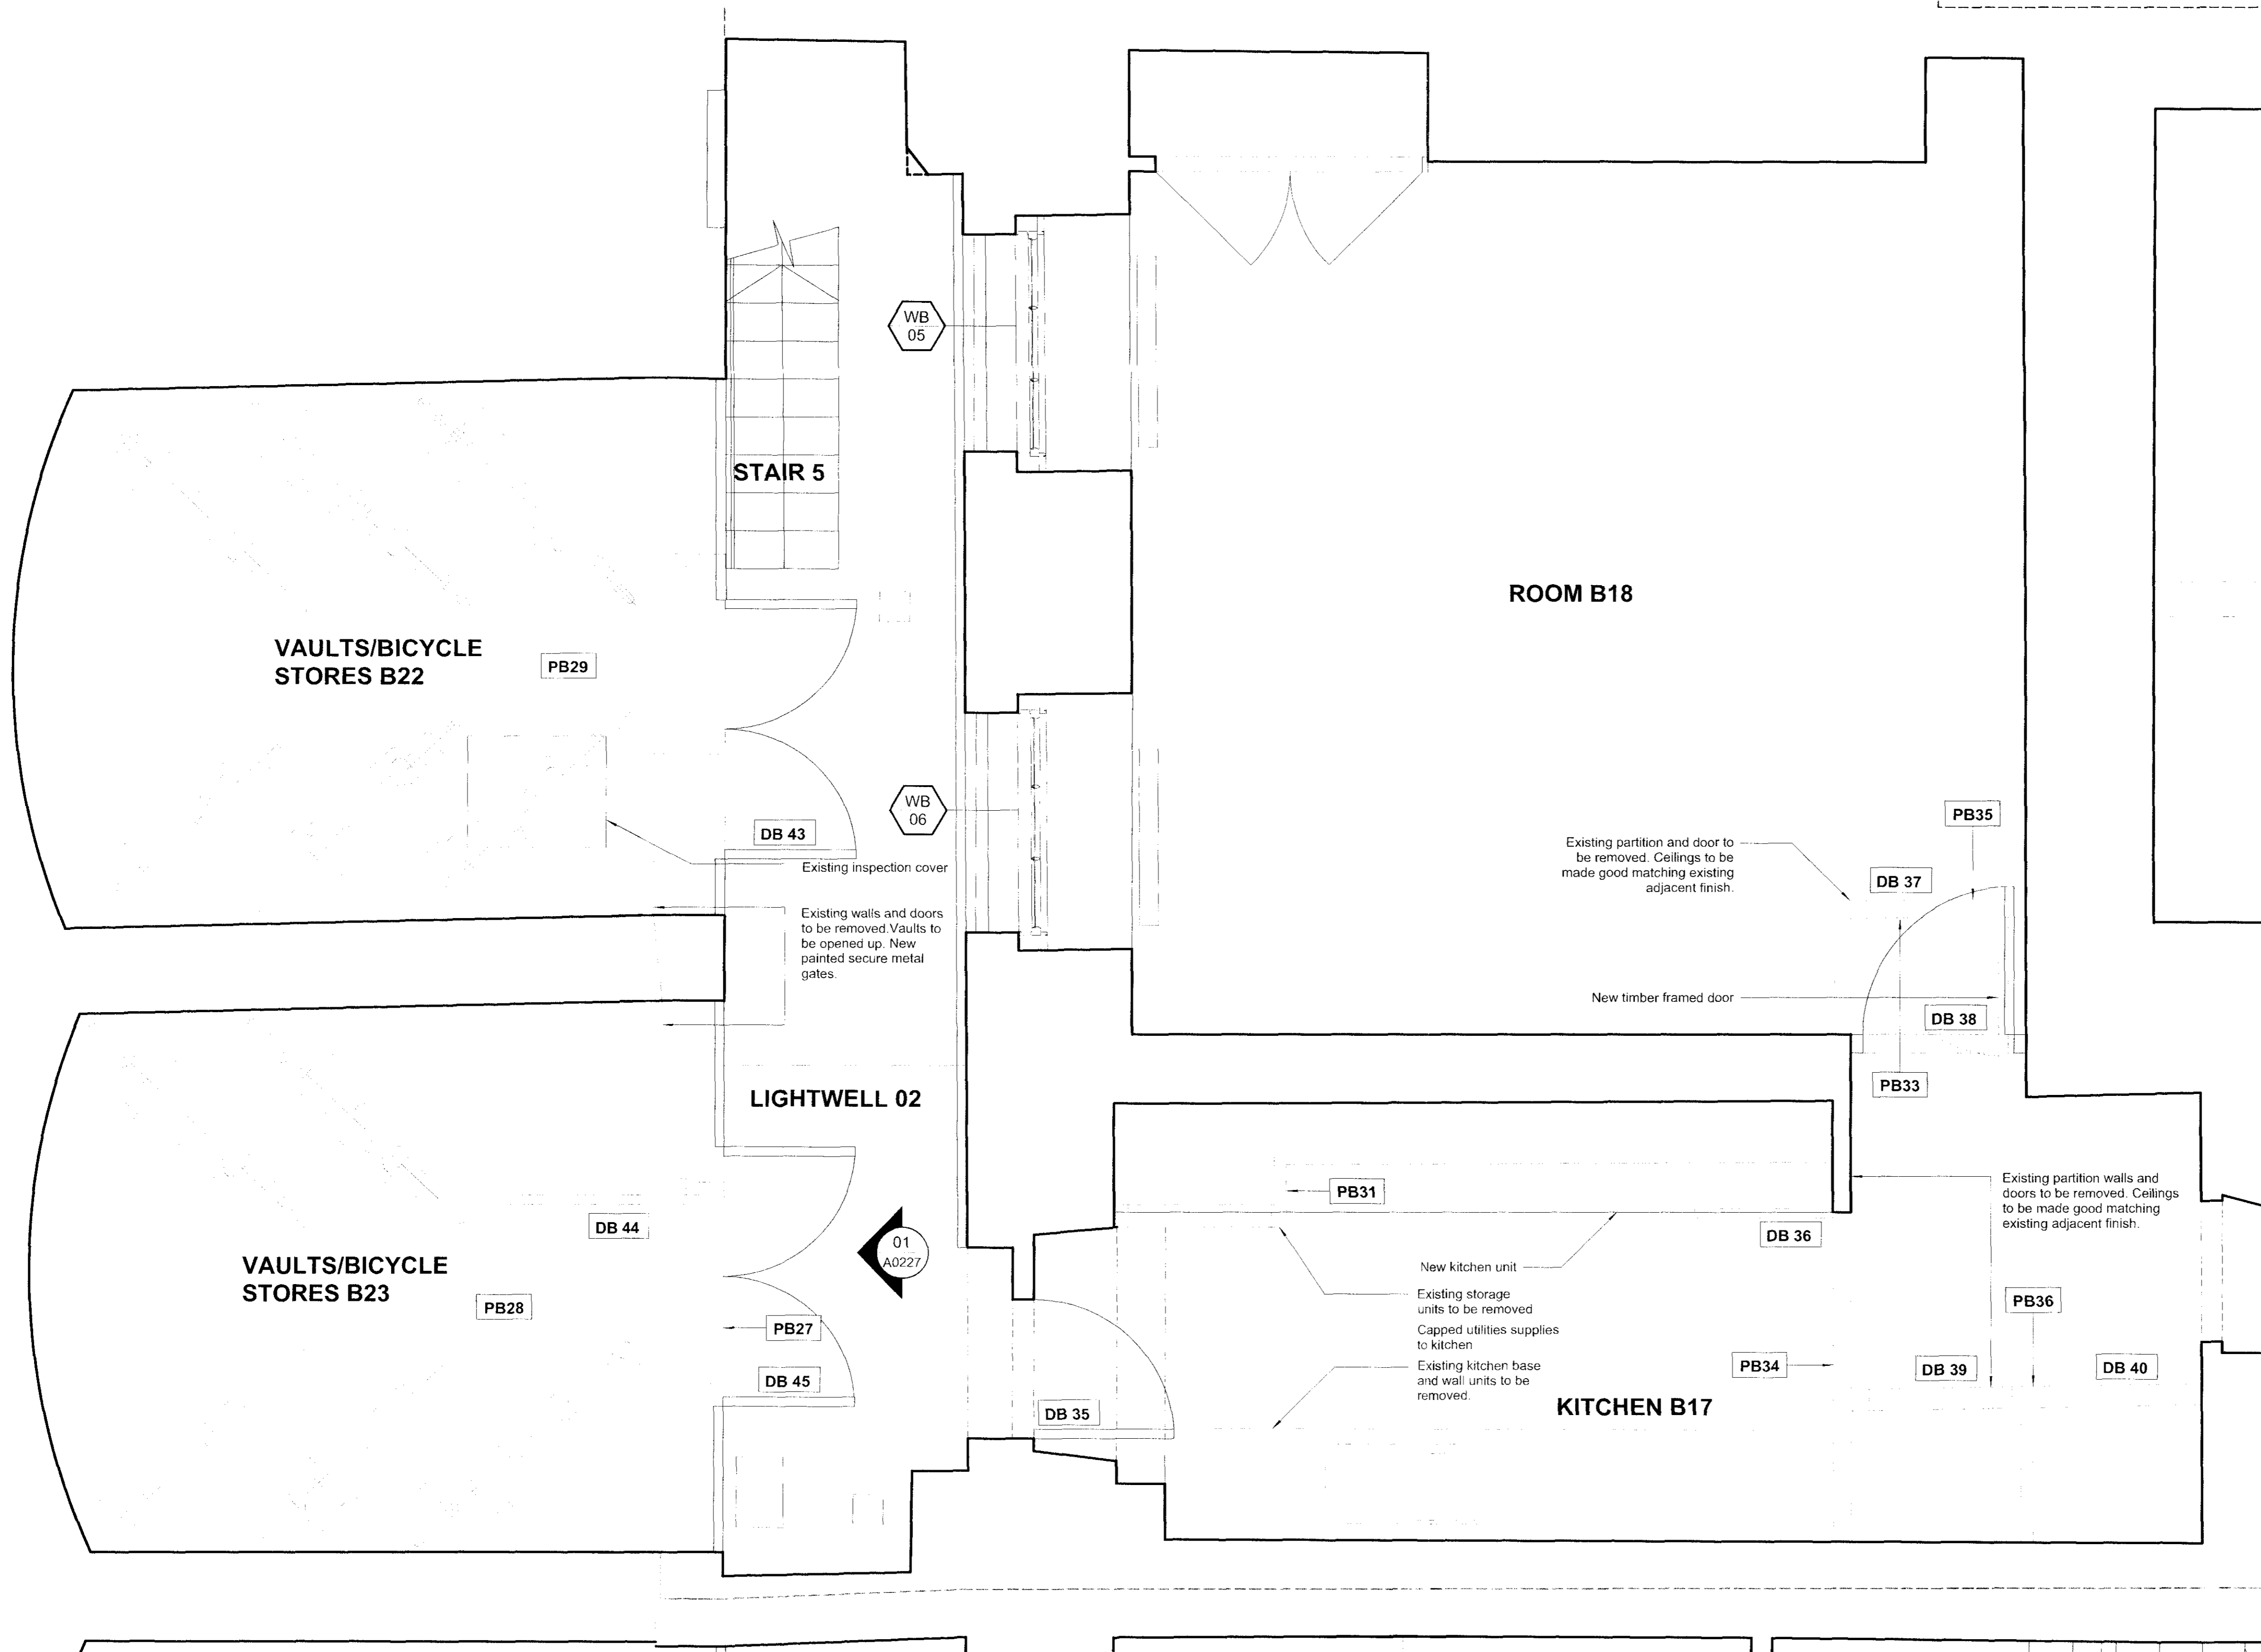 WB
05
STAIR 5
ROOM B18
VAULTS/BICYCLE
STORES B22
PB29
WB
06
DB 43
Existing inspection cover
Existing walls and doors
to be removed.Vaults to
be opened up. New
painted secure metal
gates.
PB35
Existing partition and door to
be removed. Ceilings to be
made good matching existing
adjacent finish.
DB 37
New timber framed door
DB 38
PB33
LIGHTWELL 02
PB31
Existing partition walls and
doors to be removed. Ceilings
to be made good matching
existing adjacent finish.
DB 44
01
A0227
DB 36
VAULTS/BICYCLE
STORES B23
PB28
PB27
DB 45
New kitchen unit
Existing storage
units to be removed
Capped utilities supplies
to kitchen
Existing kitchen base
and wall units to be
removed.
PB36
PB34
DB 39
DB 40
DB 35
KITCHEN B17